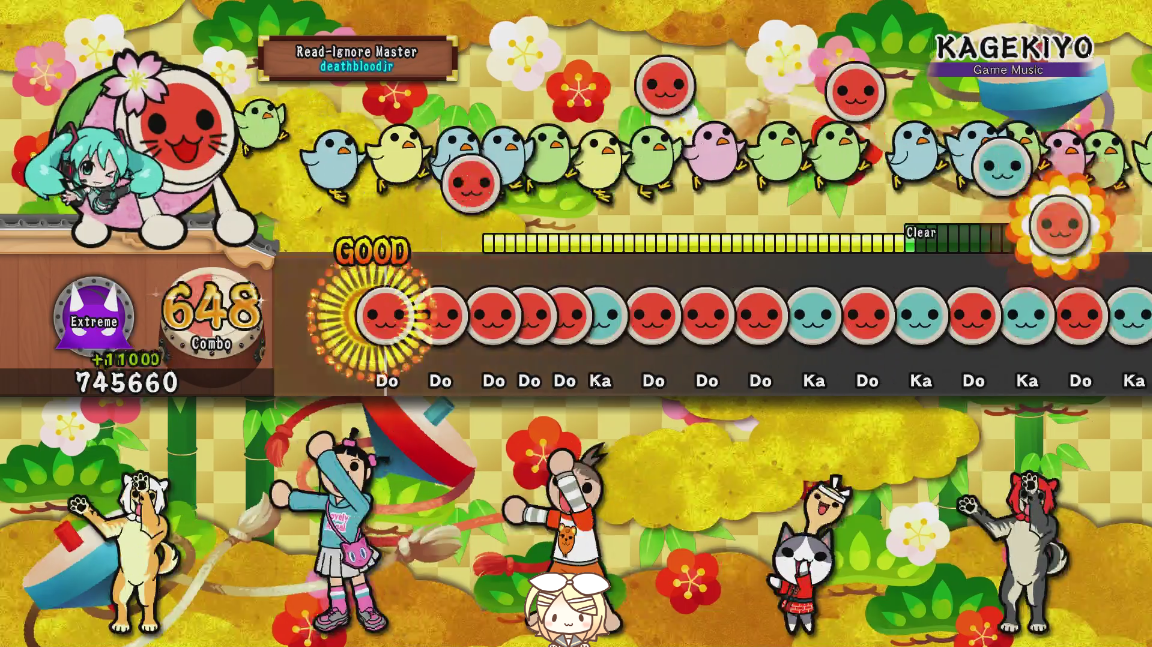 Read-Ignore Master
deathbloodjr
KAGEKIYO
Game Music
Clear
GOOD
Extreme
648
Combo
+11000
745660
Do Do Do Do Do Ka Do Do Do Ka Do Ka Do Ka Do Ka